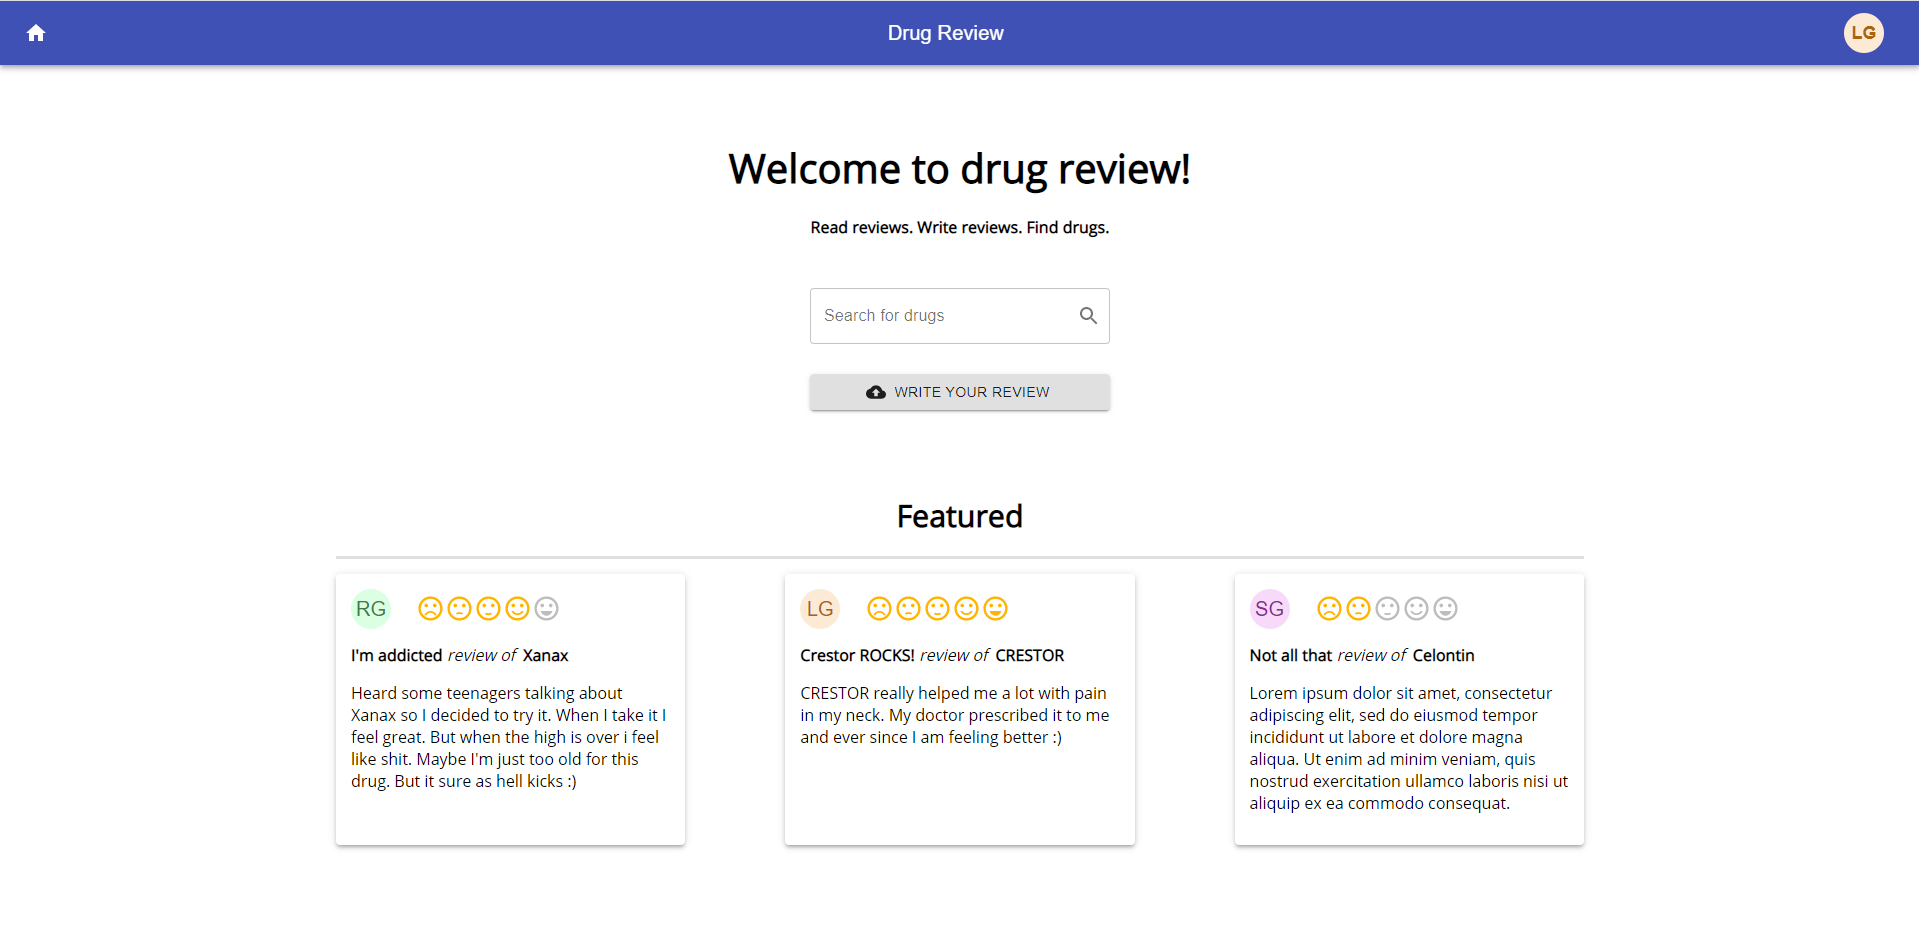 Drug Review
LG
Welcome to drug review!
Read reviews. Write reviews. Find drugs.
Search for drugs
WRITE YOUR REVIEW
Featured
RG
I'm addicted review of Xanax
Heard some teenagers talking about
Xanax so I decided to try it. When I take it I
feel great. But when the high is over i feel
like shit. Maybe I'm just too old for this
drug. But it sure as hell kicks :)
LG
Crestor ROCKS! review of CRESTOR
CRESTOR really helped me a lot with pain
in my neck. My doctor prescribed it to me
and ever since I am feeling better :)
SG
Not all that review of Celontin
Lorem ipsum dolor sit amet, consectetur
adipiscing elit, sed do eiusmod tempor
incididunt ut labore et dolore magna
aliqua. Ut enim ad minim veniam, quis
nostrud exercitation ullamco laboris nisi ut
aliquip ex ea commodo consequat.